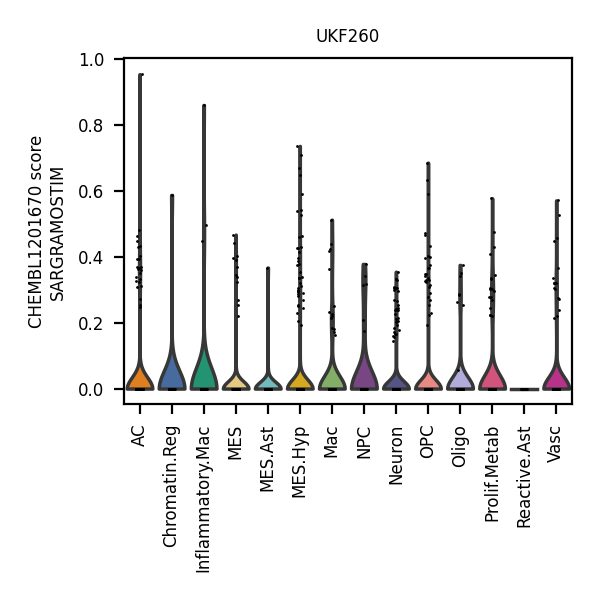 UKF260
CHEMBL1201670 score
SARGRAMOSTIM
1.0
0.8
0.6
0.4
0.2
0.0
AC
Chromatin.Reg
Inflammatory.Mac
MES
MES.Ast
MES.Hyp
Mac
NPC
Neuron
OPC
Oligo
Prolif.Metab
Reactive.Ast
Vasc